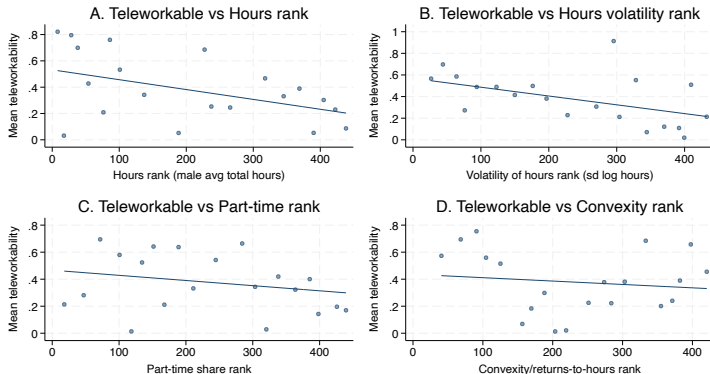 A. Teleworkable vs Hours rank
Mean teleworkability
.8
.6
.4
.2
0
0 100 200 300 400
Hours rank (male avg total hours)
B. Teleworkable vs Hours volatility rank
Mean teleworkability
1
.8
.6
.4
.2
0
0 100 200 300 400
Volatility of hours rank (sd log hours)
C. Teleworkable vs Part-time rank
Mean teleworkability
.8
.6
.4
.2
0
0 100 200 300 400
Part-time share rank
D. Teleworkable vs Convexity rank
Mean teleworkability
.8
.6
.4
.2
0
0 100 200 300 400
Convexity/returns-to-hours rank